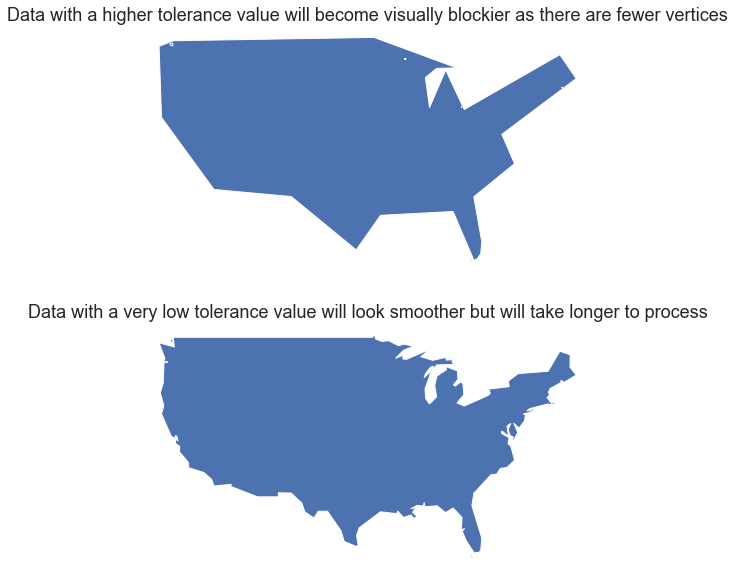 Data with a higher tolerance value will become visually blockier as there are fewer vertices
Data with a very low tolerance value will look smoother but will take longer to process